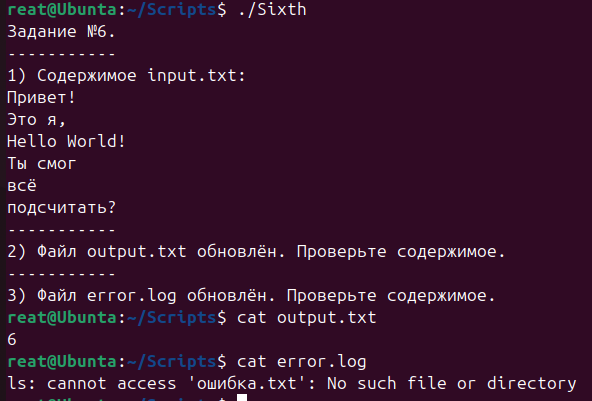 reat@Ubunta:~/Scripts$ ./Sixth
Задание №6.
-----------
1) Содержимое input.txt:
Привет!
Это я,
Hello World!
Ты смог
всё
подсчитать?
-----------
2) Файл output.txt обновлён. Проверьте содержимое.
-----------
3) Файл error.log обновлён. Проверьте содержимое.
reat@Ubunta:~/Scripts$ cat output.txt
6
reat@Ubunta:~/Scripts$ cat error.log
ls: cannot access 'ошибка.txt': No such file or directory
reat@Ubunta:~/Scripts$